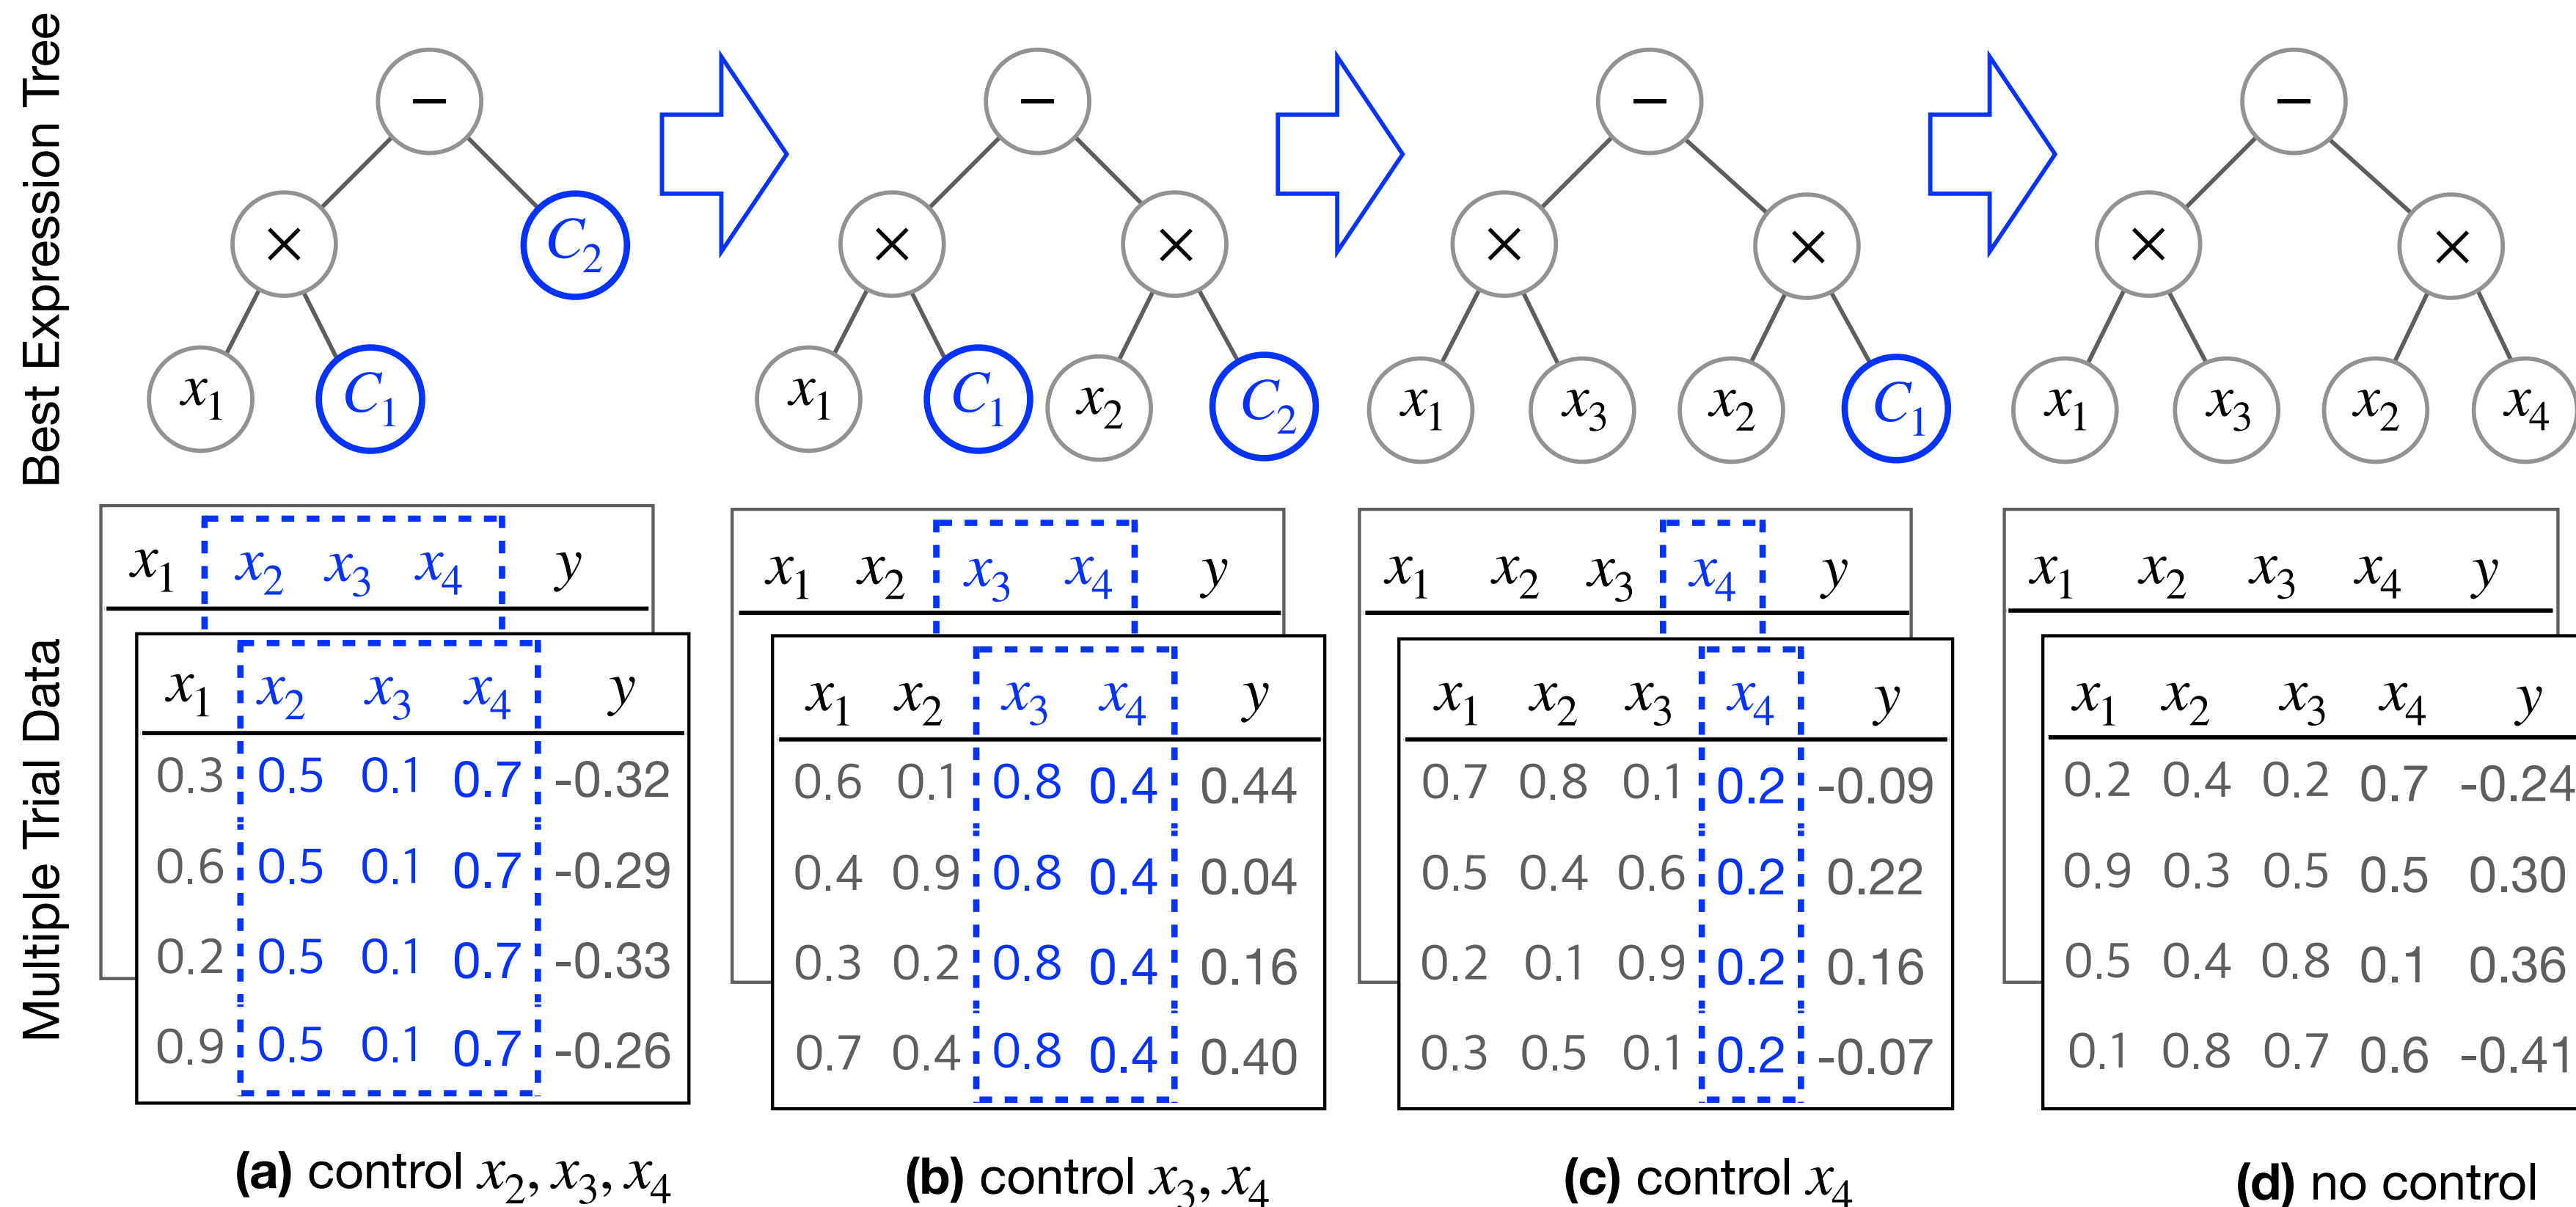 Best Expression Tree
− − − −
× C₂ × × × × × ×
x₁ C₁ x₁ C₁ x₂ C₂ x₁ x₃ x₂ C₁ x₁ x₃ x₂ x₄
Multiple Trial Data
x₁ x₂ x₃ x₄ y
x₁ x₂ x₃ x₄ y
0.3 0.5 0.1 0.7 -0.32
0.6 0.5 0.1 0.7 -0.29
0.2 0.5 0.1 0.7 -0.33
0.9 0.5 0.1 0.7 -0.26
(a) control x₂, x₃, x₄
x₁ x₂ x₃ x₄ y
x₁ x₂ x₃ x₄ y
0.6 0.1 0.8 0.4 0.44
0.4 0.9 0.8 0.4 0.04
0.3 0.2 0.8 0.4 0.16
0.7 0.4 0.8 0.4 0.40
(b) control x₃, x₄
x₁ x₂ x₃ x₄ y
x₁ x₂ x₃ x₄ y
0.7 0.8 0.1 0.2 -0.09
0.5 0.4 0.6 0.2 0.22
0.2 0.1 0.9 0.2 0.16
0.3 0.5 0.1 0.2 -0.07
(c) control x₄
x₁ x₂ x₃ x₄ y
x₁ x₂ x₃ x₄ y
0.2 0.4 0.2 0.7 -0.24
0.9 0.3 0.5 0.5 0.30
0.5 0.4 0.8 0.1 0.36
0.1 0.8 0.7 0.6 -0.41
(d) no control